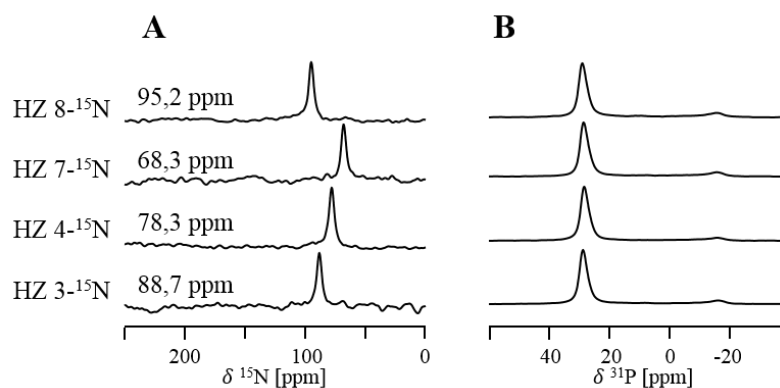 A
B
HZ 8-¹⁵N
95,2 ppm
HZ 7-¹⁵N
68,3 ppm
HZ 4-¹⁵N
78,3 ppm
HZ 3-¹⁵N
88,7 ppm
200 100 0
δ ¹⁵N [ppm]
40 20 0 -20
δ ³¹P [ppm]